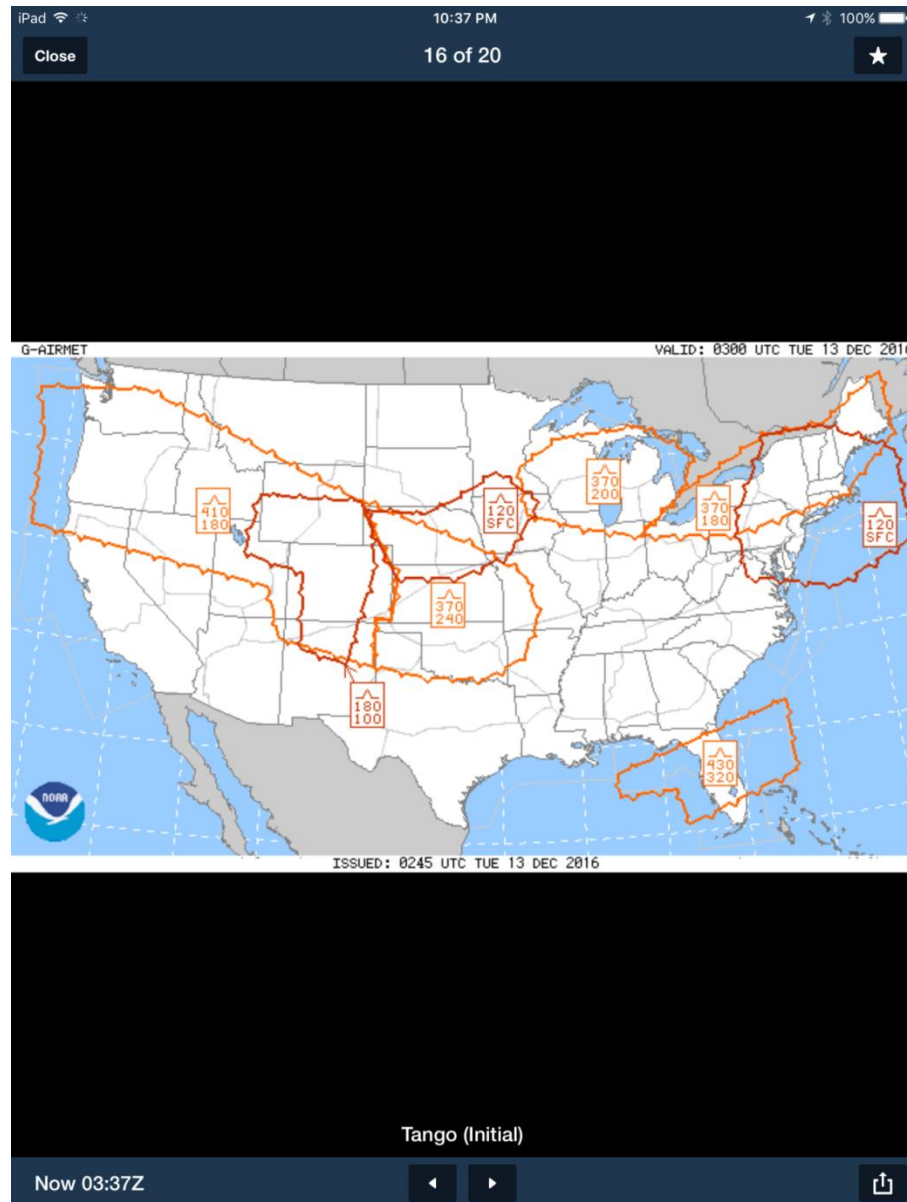 iPad 10:37 PM 100%
Close 16 of 20
G-AIRMET VALID: 0300 UTC TUE 13 DEC 2016
370
200
410
180
120
SFC
370
180
120
SFC
370
240
180
100
430
320
NOAA
ISSUED: 0245 UTC TUE 13 DEC 2016
Tango (Initial)
Now 03:37Z